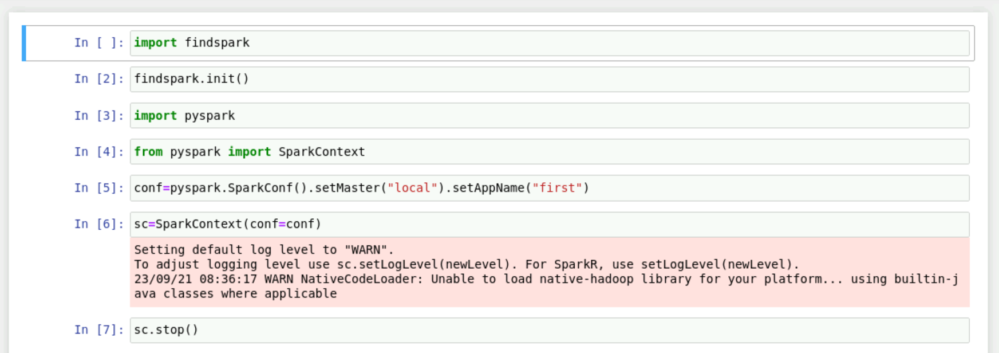 In [ ]: import findspark
In [2]: findspark.init()
In [3]: import pyspark
In [4]: from pyspark import SparkContext
In [5]: conf=pyspark.SparkConf().setMaster("local").setAppName("first")
In [6]: sc=SparkContext(conf=conf)
Setting default log level to "WARN".
To adjust logging level use sc.setLogLevel(newLevel). For SparkR, use setLogLevel(newLevel).
23/09/21 08:36:17 WARN NativeCodeLoader: Unable to load native-hadoop library for your platform... using builtin-j
ava classes where applicable
In [7]: sc.stop()